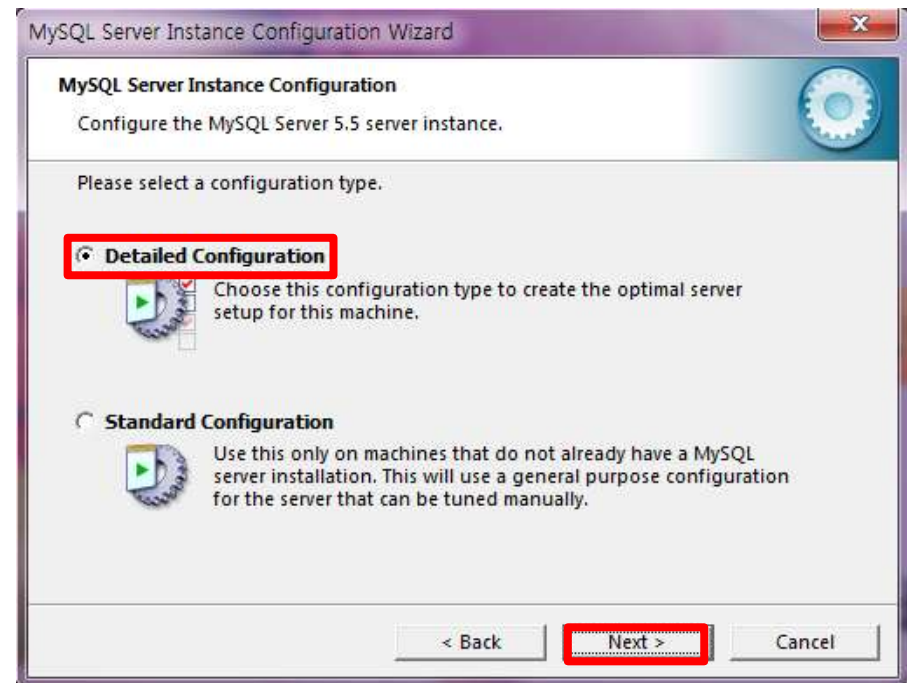 MySQL Server Instance Configuration Wizard
X
MySQL Server Instance Configuration
Configure the MySQL Server 5.5 server instance.
Please select a configuration type.
Detailed Configuration
Choose this configuration type to create the optimal server
setup for this machine.
Standard Configuration
Use this only on machines that do not already have a MySQL
server installation. This will use a general purpose configuration
for the server that can be tuned manually.
< Back
Next >
Cancel